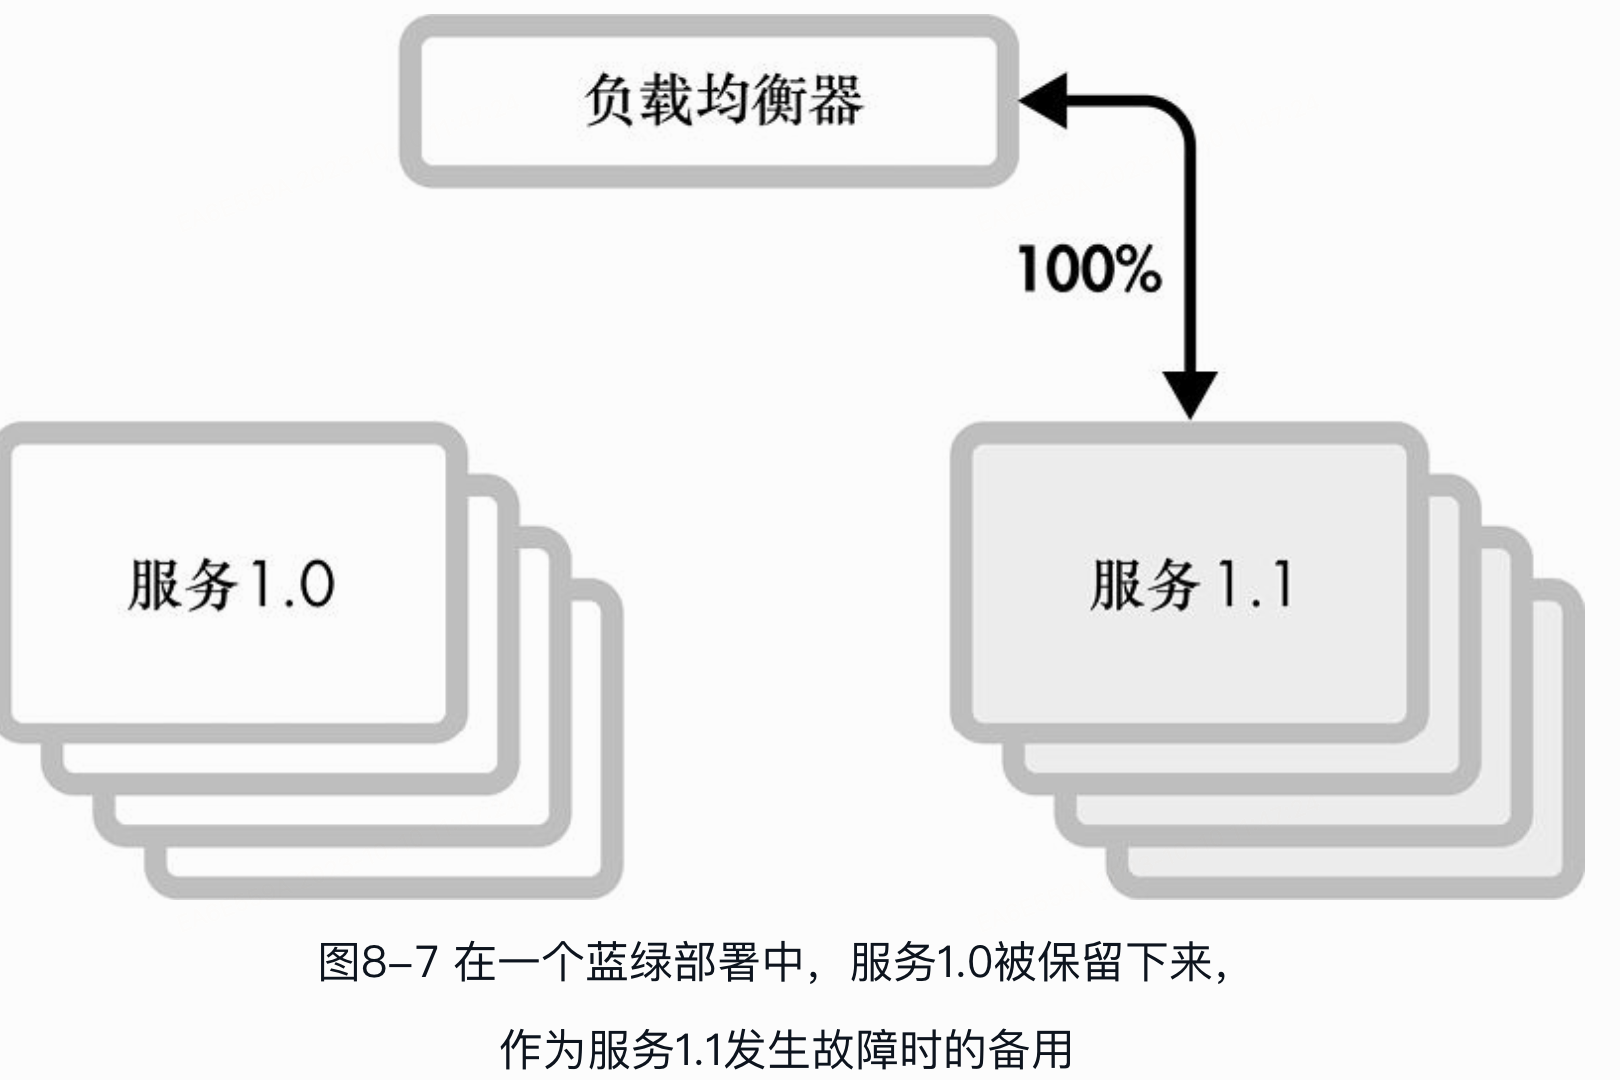 负载均衡器
100%
服务1.0
服务1.1
图8-7 在一个蓝绿部署中，服务1.0被保留下来，
作为服务1.1发生故障时的备用